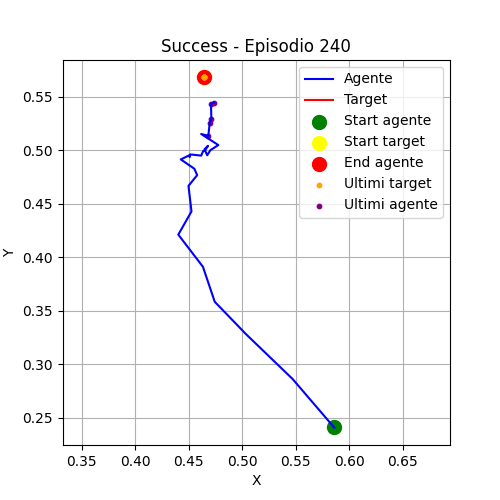 Success - Episodio 240
Agente
Target
Start agente
Start target
End agente
Ultimi target
Ultimi agente
Y
0.55
0.50
0.45
0.40
0.35
0.30
0.25
0.35 0.40 0.45 0.50 0.55 0.60 0.65
X